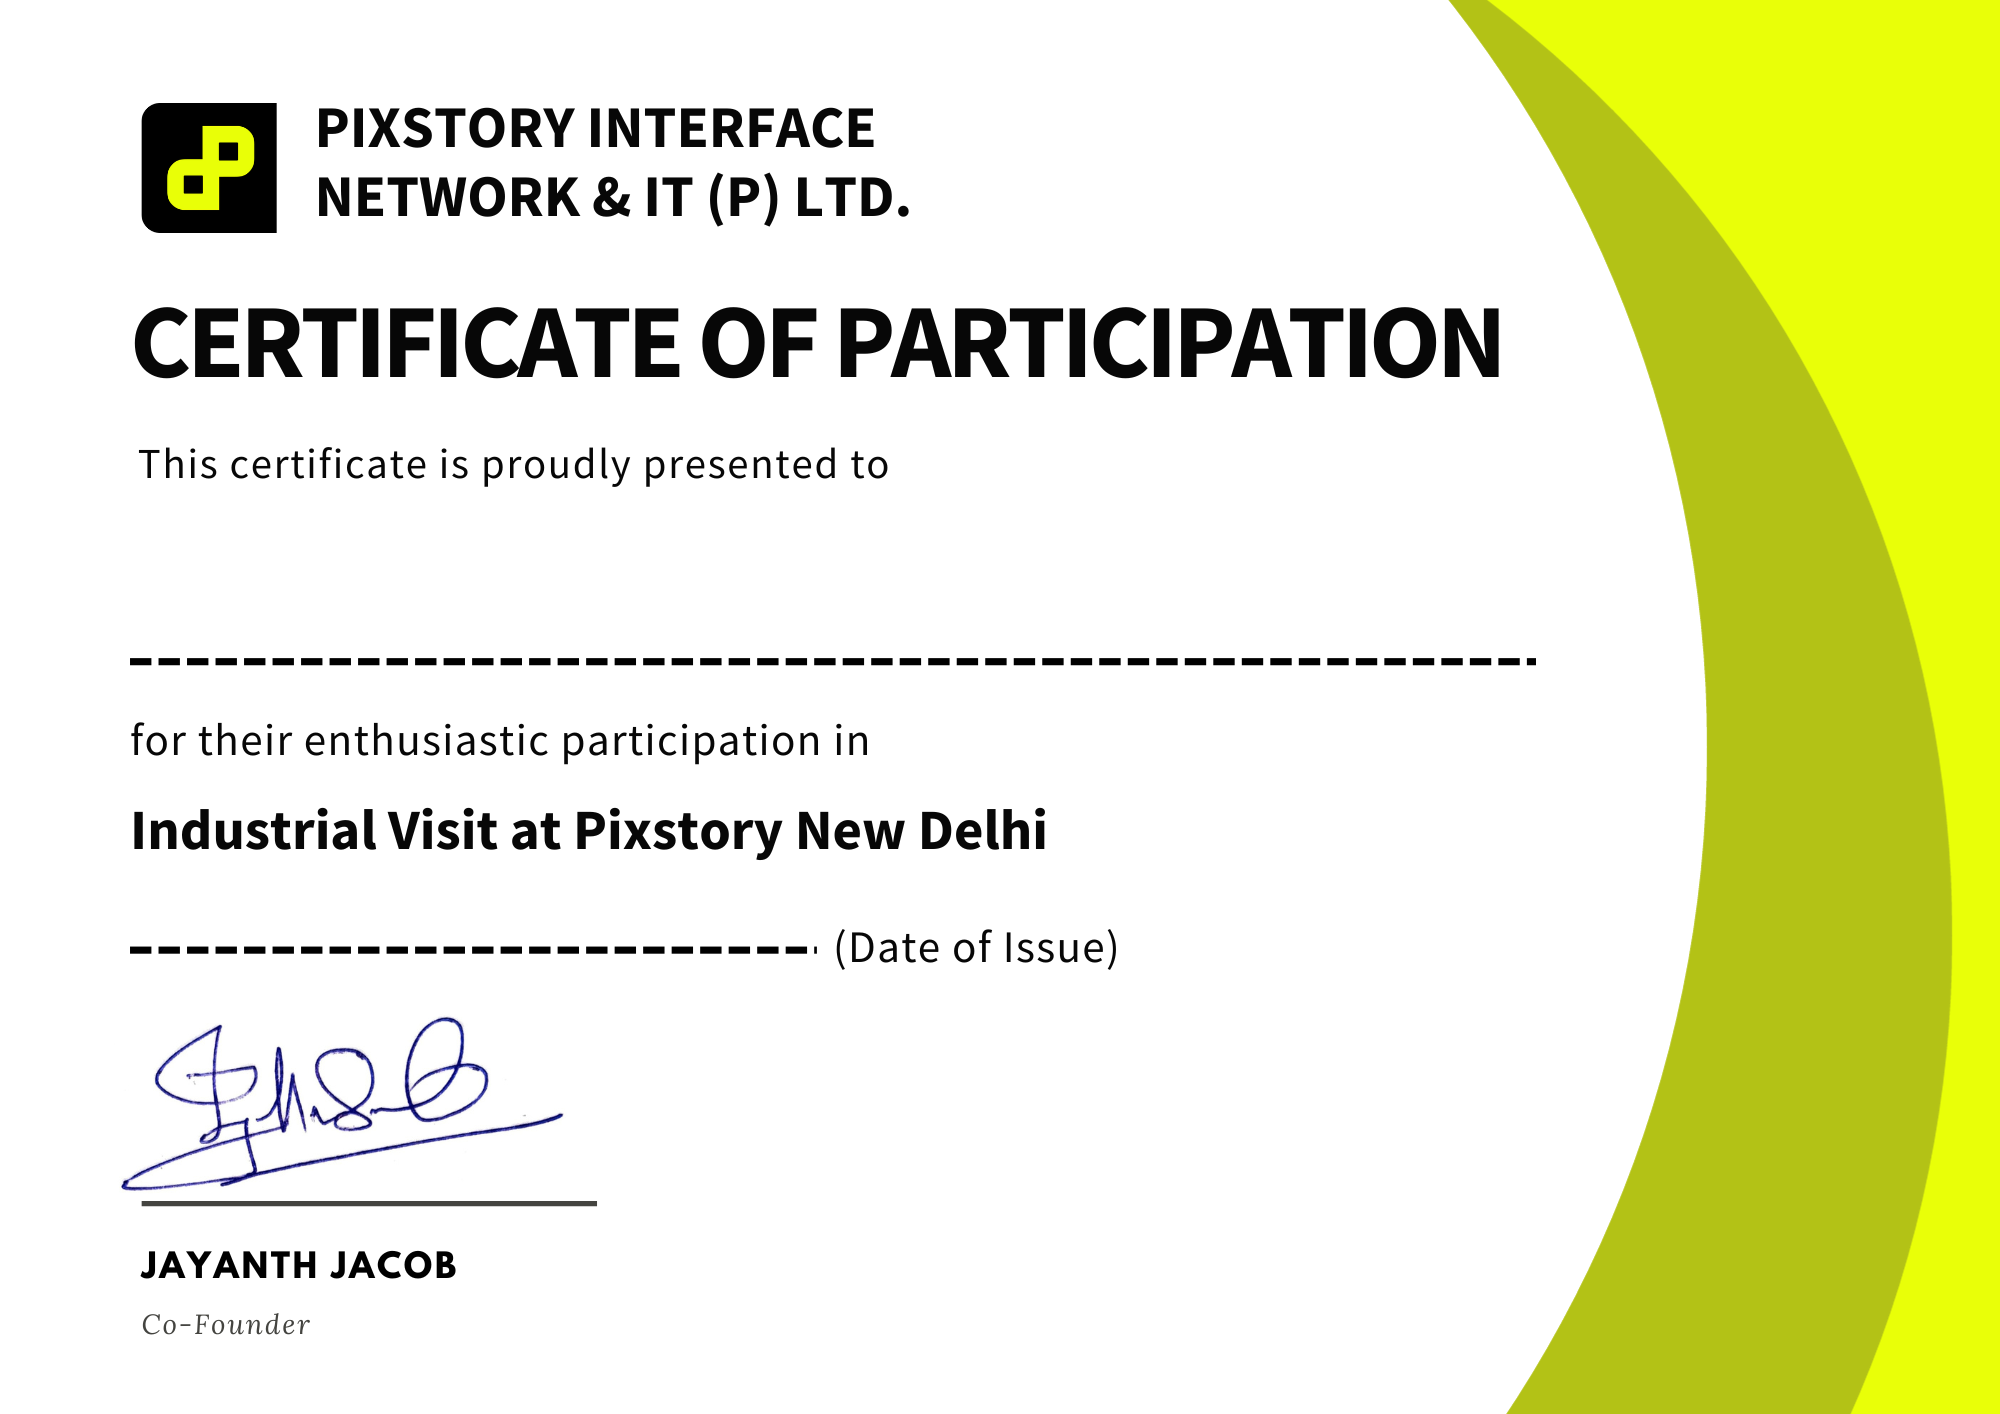 PIXSTORY INTERFACE
NETWORK & IT (P) LTD.
CERTIFICATE OF PARTICIPATION
This certificate is proudly presented to
for their enthusiastic participation in
Industrial Visit at Pixstory New Delhi
(Date of Issue)
JAYANTH JACOB
Co-Founder